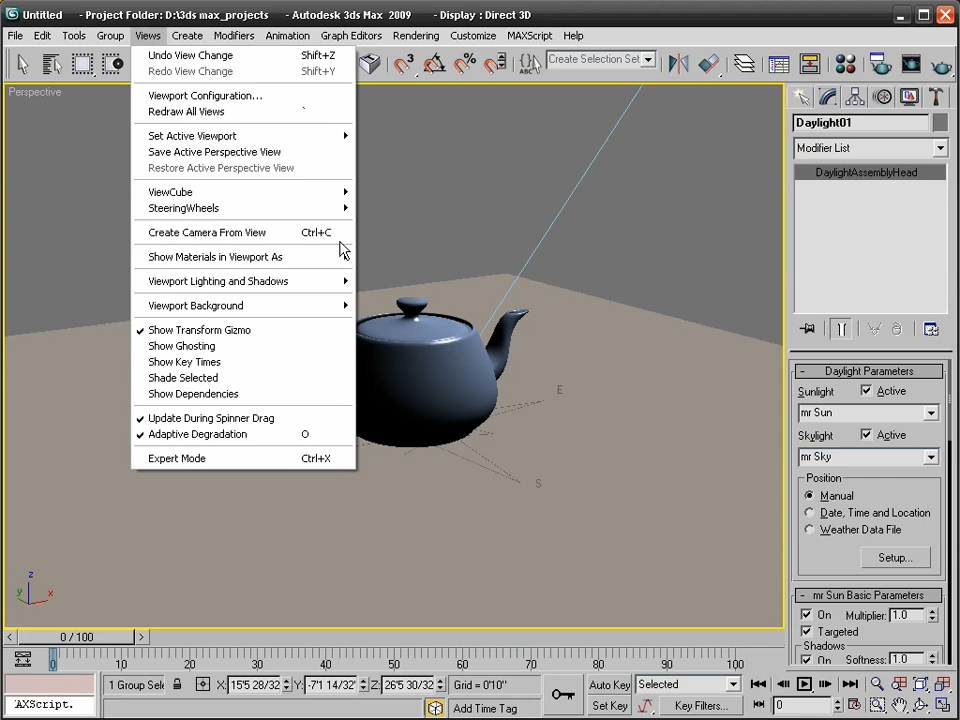 Untitled - Project Folder: D:\3ds max_projects - Autodesk 3ds Max 2009 - Display : Direct 3D
File Edit Tools Group Views Create Modifiers Animation Graph Editors Rendering Customize MAXScript Help
Create Selection Set
Perspective
Undo View Change Shift+Z
Redo View Change Shift+Y
Viewport Configuration...
Redraw All Views `
Set Active Viewport
Save Active Perspective View
Restore Active Perspective View
ViewCube
SteeringWheels
Create Camera From View Ctrl+C
Show Materials in Viewport As
Viewport Lighting and Shadows
Viewport Background
Show Transform Gizmo
Show Ghosting
Show Key Times
Shade Selected
Show Dependencies
Update During Spinner Drag
Adaptive Degradation O
Expert Mode Ctrl+X
E
S
z
y x
Daylight01
Modifier List
DaylightAssemblyHead
- Daylight Parameters
Sunlight Active
mr Sun
Skylight Active
mr Sky
Position
Manual
Date, Time and Location
Weather Data File
Setup...
- mr Sun Basic Parameters
On Multiplier: 1.0
Targeted
Shadows
On Softness: 1.0
< 0 / 100 >
0 10 20 30 40 50 60 70 80 90 100
1 Group Sele X: 15'5 28/32 Y: -7'1 14/32 Z: 26'5 30/32 Grid = 0'10" Auto Key Selected
'AXScript. Add Time Tag Set Key Key Filters... 0